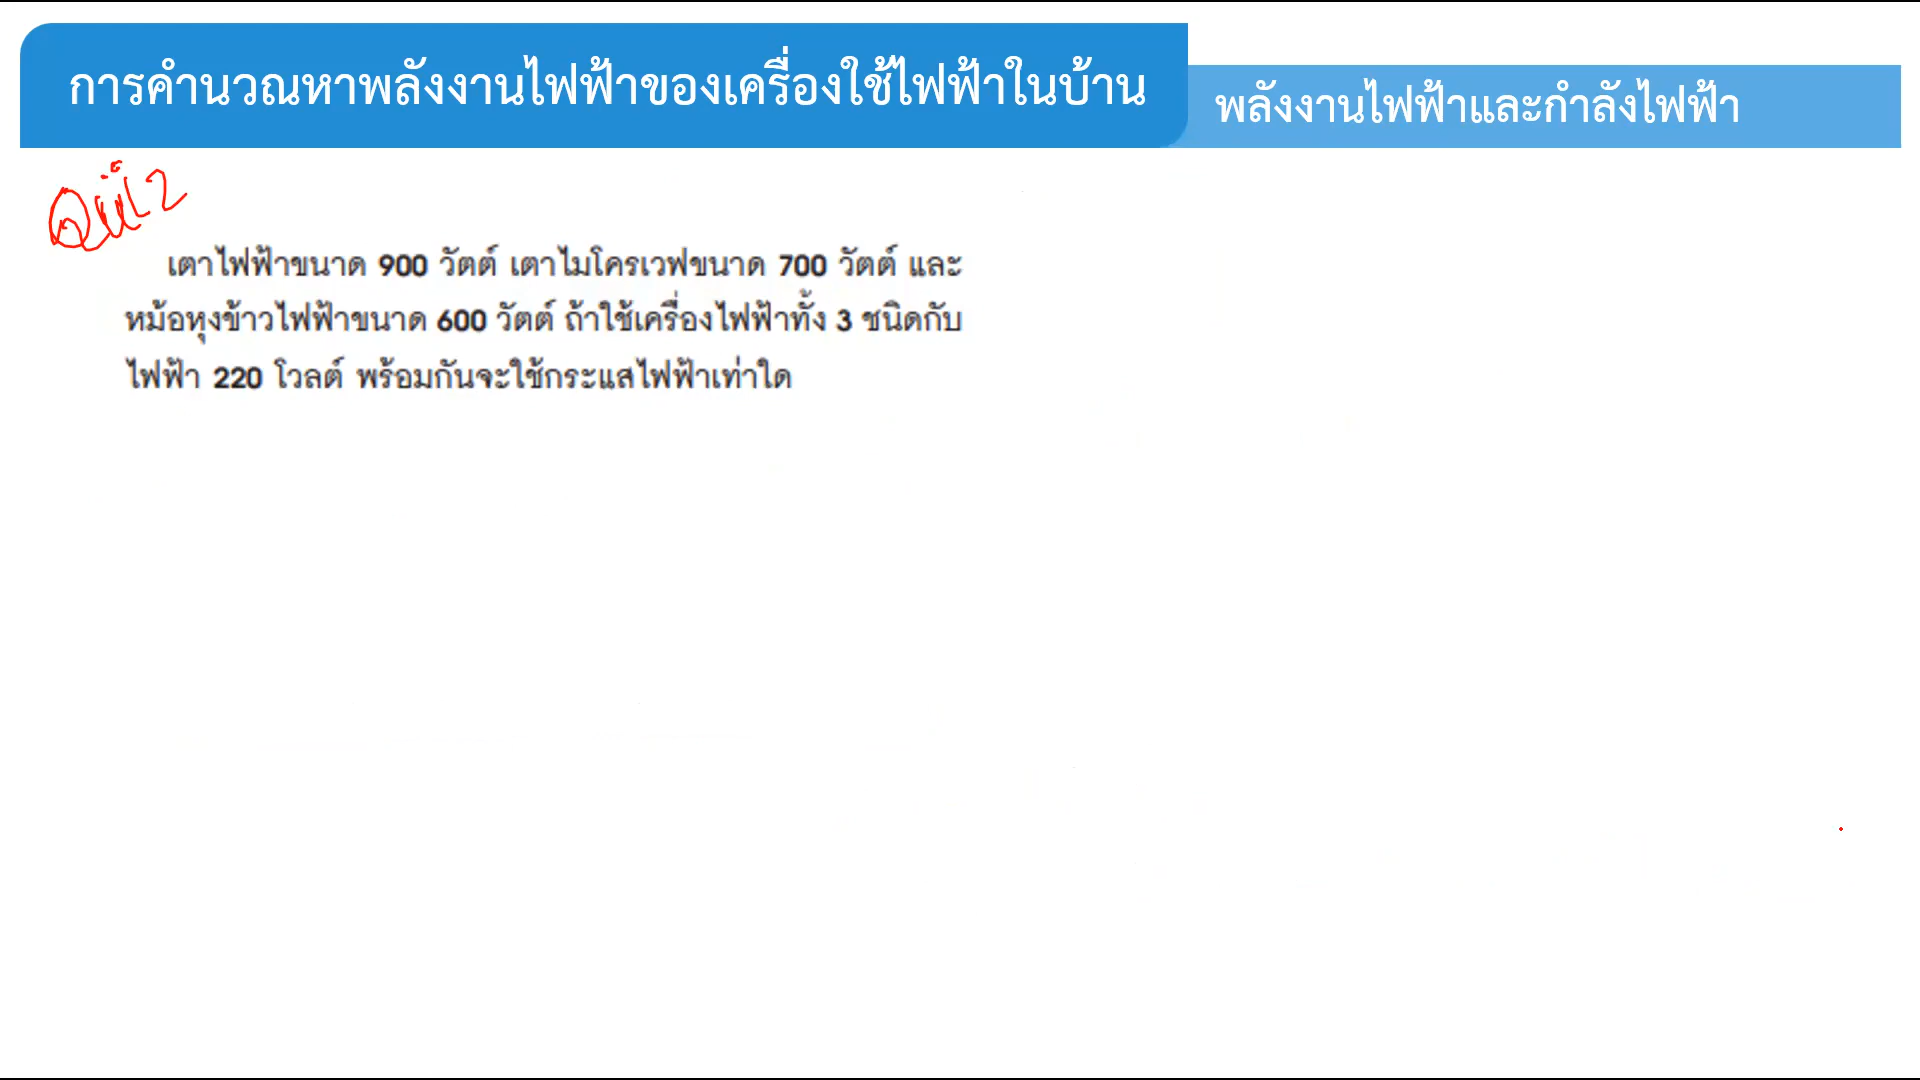 การคำนวณหาพลังงานไฟฟ้าของเครื่องใช้ไฟฟ้าในบ้าน
พลังงานไฟฟ้าและกำลังไฟฟ้า
เตาไฟฟ้าขนาด 900 วัตต์ เตาไมโครเวฟขนาด 700 วัตต์ และ
หม้อหุงข้าวไฟฟ้าขนาด 600 วัตต์ ถ้าใช้เครื่องไฟฟ้าทั้ง 3 ชนิดกับ
ไฟฟ้า 220 โวลต์ พร้อมกันจะใช้กระแสไฟฟ้าเท่าใด